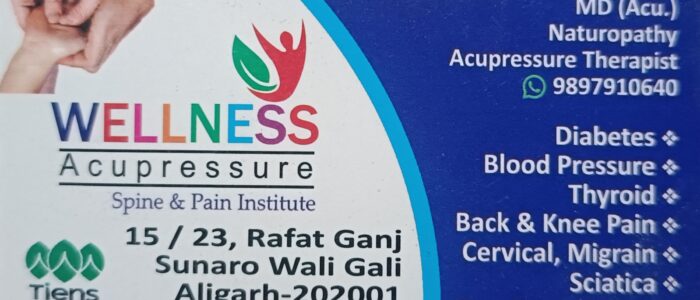 WELLNESS
Acupressure
Spine & Pain Institute
15 / 23, Rafat Ganj
Sunaro Wali Gali
Aligarh-202001
Tiens
MD (Acu.)
Naturopathy
Acupressure Therapist
9897910640
Diabetes
Blood Pressure
Thyroid
Back & Knee Pain
Cervical, Migrain
Sciatica